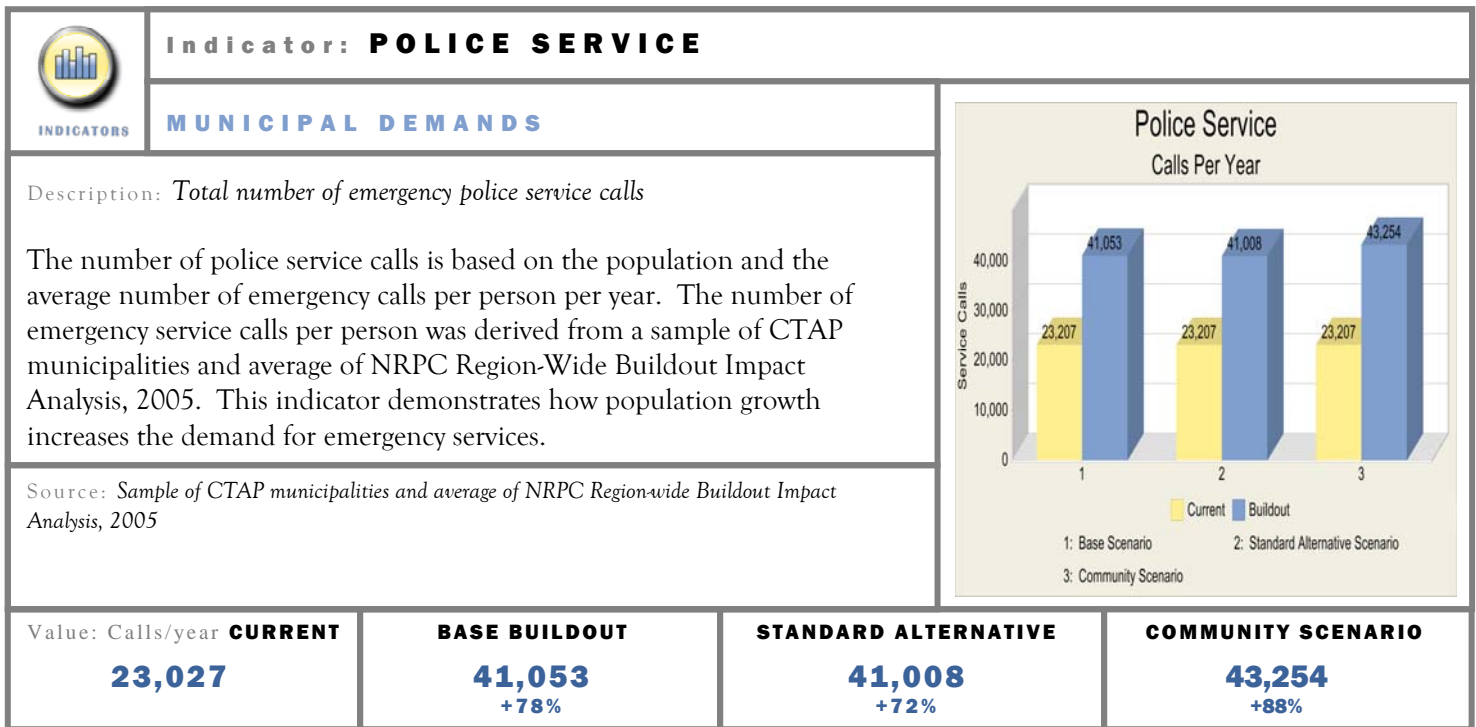 INDICATORS
Indicator: POLICE SERVICE
MUNICIPAL DEMANDS
Description: Total number of emergency police service calls
The number of police service calls is based on the population and the
average number of emergency calls per person per year. The number of
emergency service calls per person was derived from a sample of CTAP
municipalities and average of NRPC Region-Wide Buildout Impact
Analysis, 2005. This indicator demonstrates how population growth
increases the demand for emergency services.
Source: Sample of CTAP municipalities and average of NRPC Region-wide Buildout Impact
Analysis, 2005
Police Service
Calls Per Year
Service Calls
40,000
30,000
20,000
10,000
0
23,207
41,053
23,207
41,008
23,207
43,254
1
2
3
Current Buildout
1: Base Scenario 2: Standard Alternative Scenario
3: Community Scenario
Value: Calls/year CURRENT
23,027
BASE BUILDOUT
41,053
+78%
STANDARD ALTERNATIVE
41,008
+72%
COMMUNITY SCENARIO
43,254
+88%